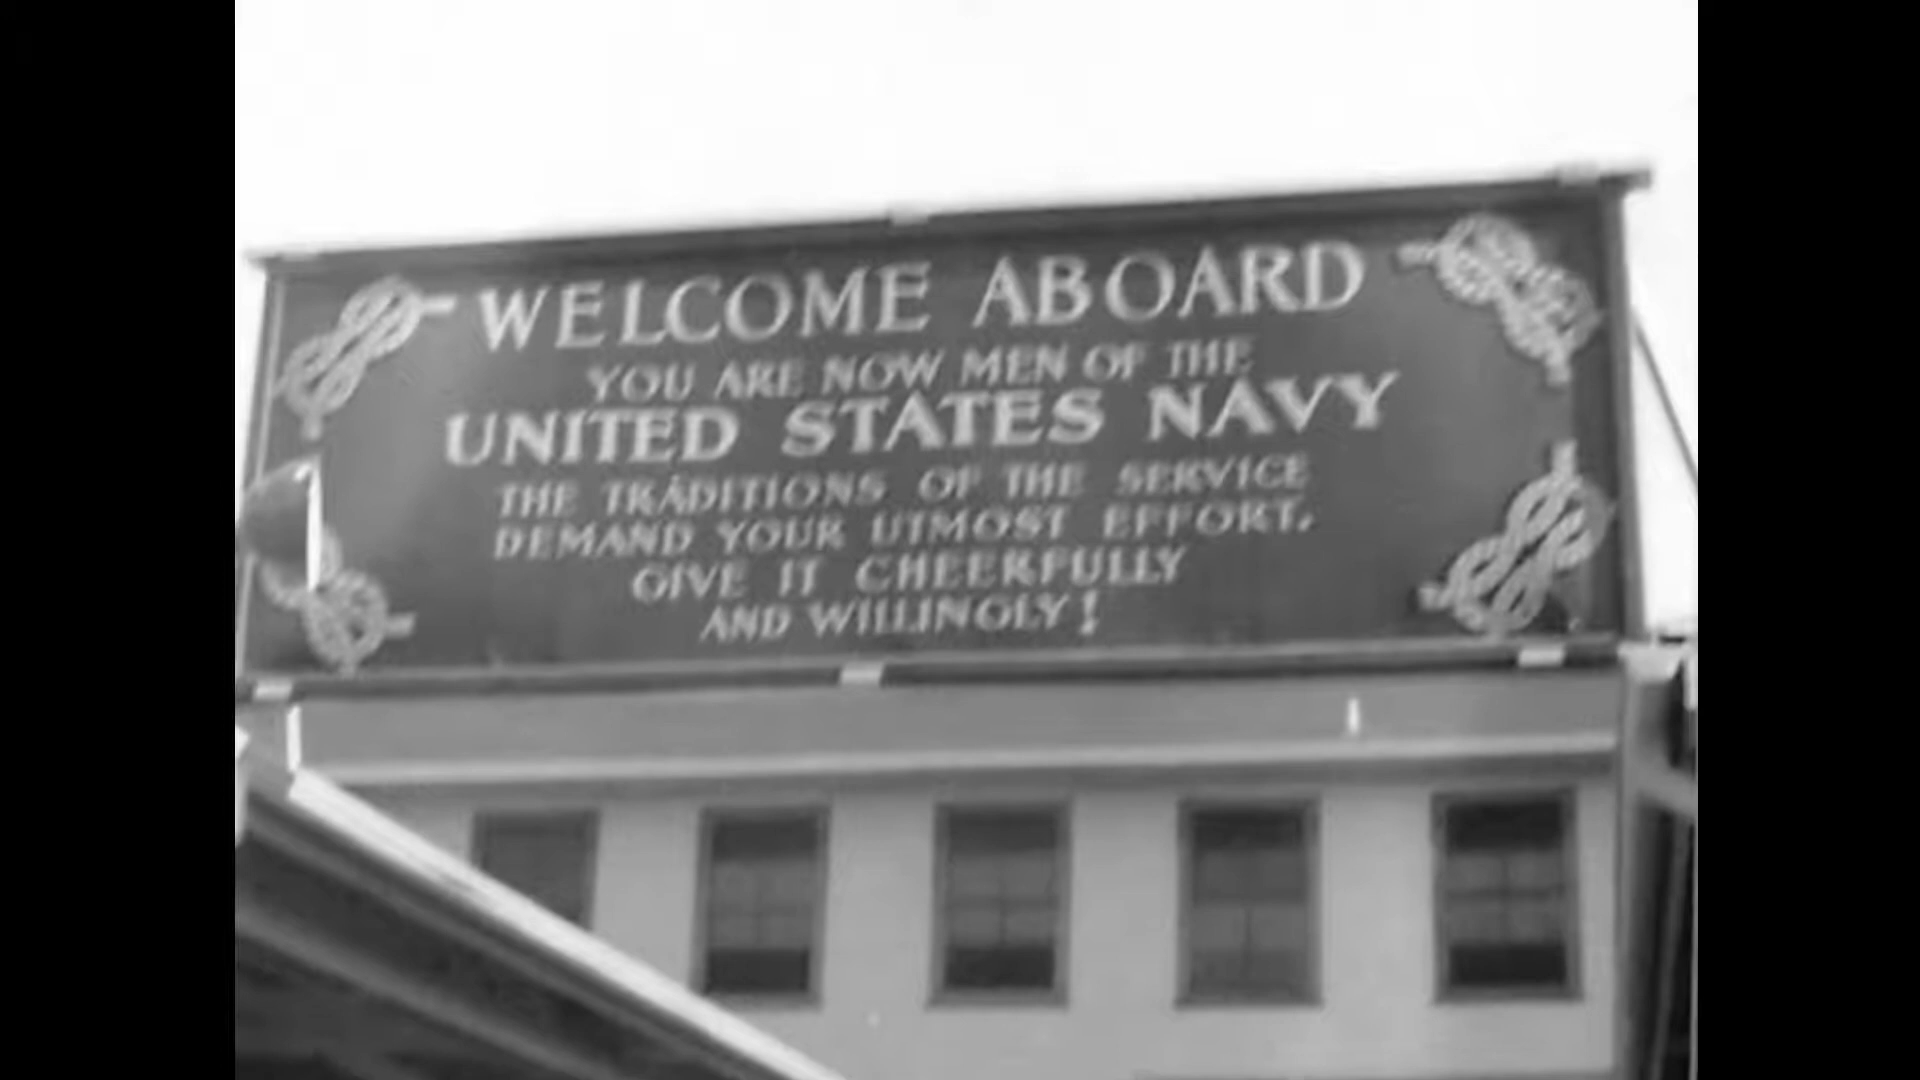 WELCOME ABOARD
YOU ARE NOW MEN OF THE
UNITED STATES NAVY
THE TRADITIONS OF THE SERVICE
DEMAND YOUR UTMOST EFFORT.
GIVE IT CHEERFULLY
AND WILLINGLY!